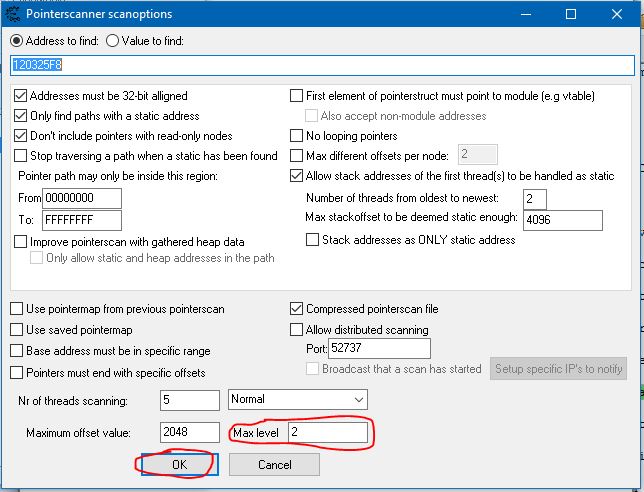 Pointerscanner scanoptions
Address to find: Value to find:
120325F8
Addresses must be 32-bit alligned
Only find paths with a static address
Don't include pointers with read-only nodes
Stop traversing a path when a static has been found
Pointer path may only be inside this region:
From 00000000
To: FFFFFFFF
Improve pointerscan with gathered heap data
Only allow static and heap addresses in the path
First element of pointerstruct must point to module (e.g vtable)
Also accept non-module addresses
No looping pointers
Max different offsets per node: 2
Allow stack addresses of the first thread(s) to be handled as static
Number of threads from oldest to newest: 2
Max stackoffset to be deemed static enough: 4096
Stack addresses as ONLY static address
Use pointermap from previous pointerscan
Use saved pointermap
Base address must be in specific range
Pointers must end with specific offsets
Compressed pointerscan file
Allow distributed scanning
Port: 52737
Broadcast that a scan has started Setup specific IP's to notify
Nr of threads scanning: 5 Normal
Maximum offset value: 2048 Max level 2
OK Cancel